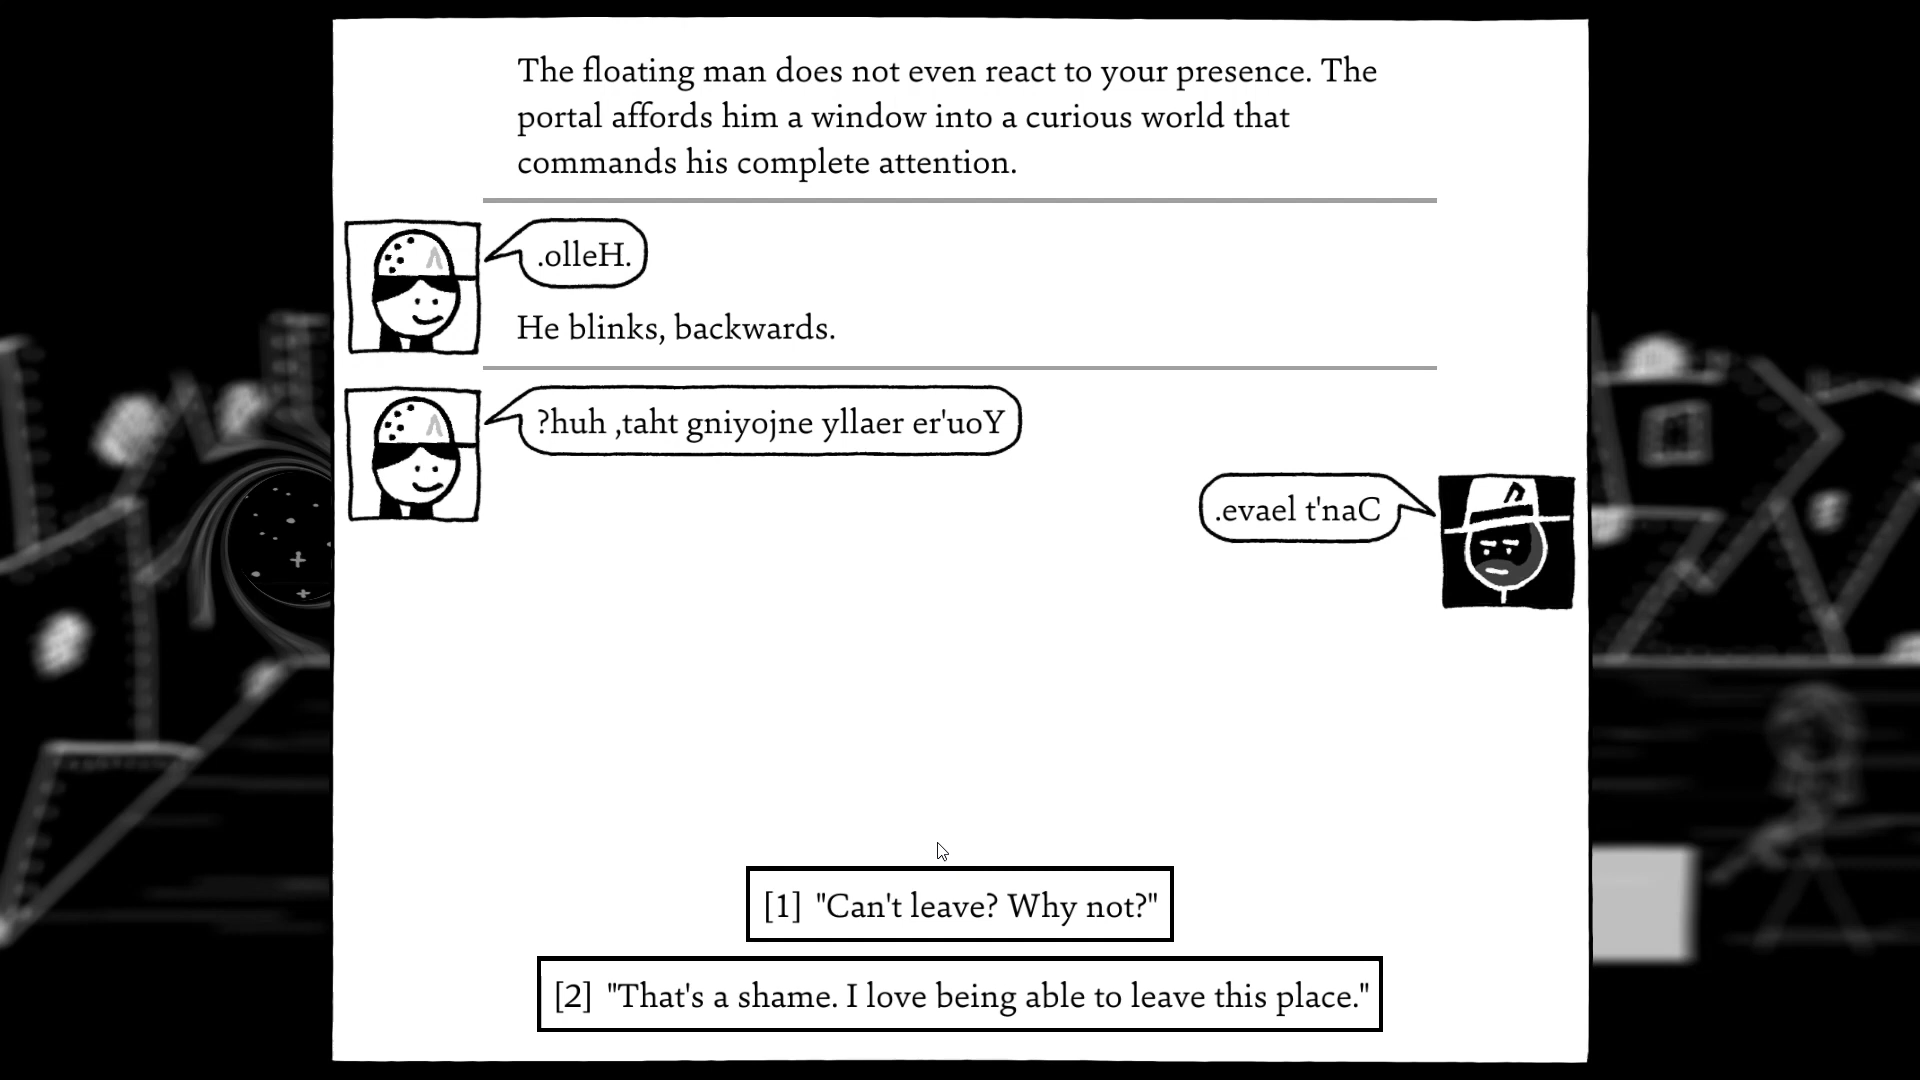 The floating man does not even react to your presence. The
portal affords him a window into a curious world that
commands his complete attention.
.olleH.
He blinks, backwards.
?huh ,taht gniyojne yllaer er'uoY
.evael t'naC
[1] "Can't leave? Why not?"
[2] "That's a shame. I love being able to leave this place."